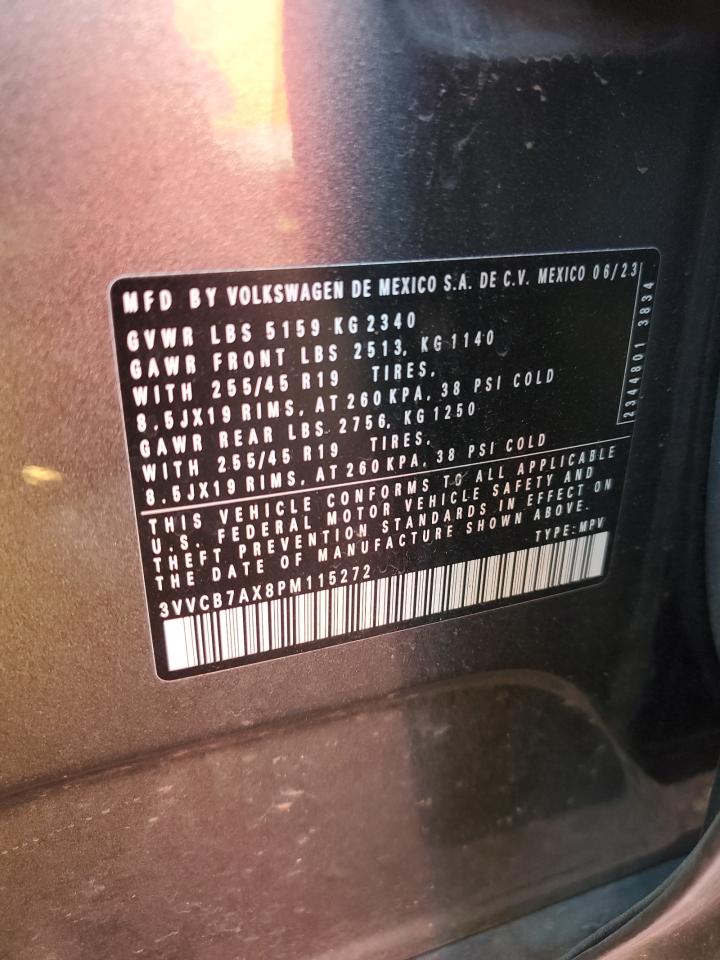 MFD BY VOLKSWAGEN DE MEXICO S.A. DE C.V. MEXICO 06/23
GVWR LBS 5159 KG 2340
GAWR FRONT LBS 2513, KG 1140
WITH 255/45 R19 TIRES,
8.5JX19 RIMS, AT 260 KPA, 38 PSI COLD
GAWR REAR LBS 2756, KG 1250
WITH 255/45 R19 TIRES,
8.5JX19 RIMS, AT 260 KPA, 38 PSI COLD
2344801 3834
THIS VEHICLE CONFORMS TO ALL APPLICABLE
U.S. FEDERAL MOTOR VEHICLE SAFETY AND
THEFT PREVENTION STANDARDS IN EFFECT ON
THE DATE OF MANUFACTURE SHOWN ABOVE.
3VVCB7AX8PM115272 TYPE: MPV